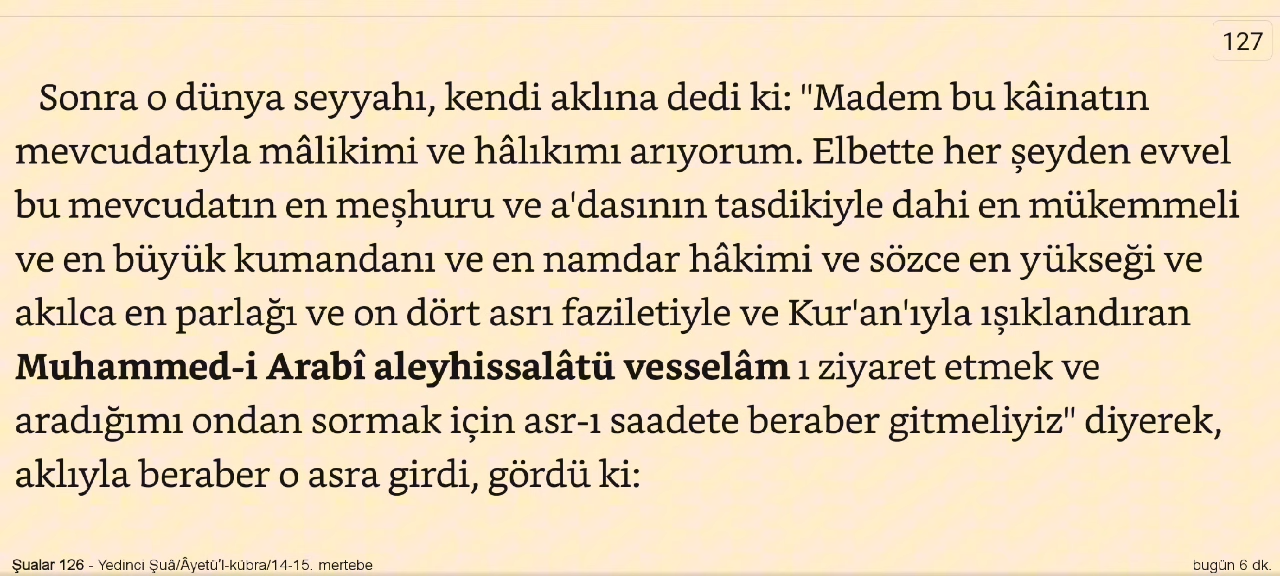 127
Sonra o dünya seyyahı, kendi aklına dedi ki: "Madem bu kâinatın
mevcudatıyla mâlikimi ve hâlıkımı arıyorum. Elbette her şeyden evvel
bu mevcudatın en meşhuru ve a'dasının tasdikiyle dahi en mükemmeli
ve en büyük kumandanı ve en namdar hâkimi ve sözce en yükseği ve
akılca en parlağı ve on dört asrı faziletiyle ve Kur'an'ıyla ışıklandıran
Muhammed-i Arabî aleyhissalâtü vesselâm ı ziyaret etmek ve
aradığımı ondan sormak için asr-ı saadete beraber gitmeliyiz" diyerek,
aklıyla beraber o asra girdi, gördü ki:
Şualar 126 - Yedinci Şuâ/Âyetü'l-kübra/14-15. mertebe
bugün 6 dk.